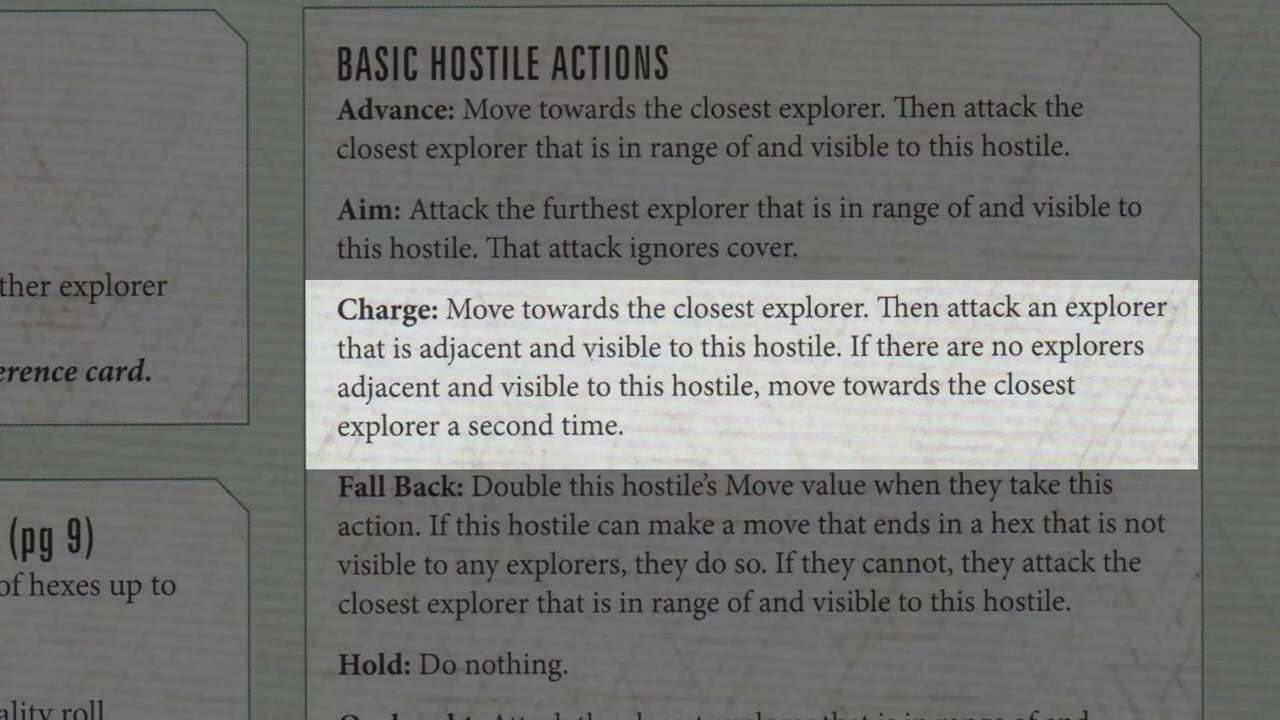 ther explorer
erence card.
(pg 9)
of hexes up to
ality roll
BASIC HOSTILE ACTIONS
Advance: Move towards the closest explorer. Then attack the
closest explorer that is in range of and visible to this hostile.
Aim: Attack the furthest explorer that is in range of and visible to
this hostile. That attack ignores cover.
Charge: Move towards the closest explorer. Then attack an explorer
that is adjacent and visible to this hostile. If there are no explorers
adjacent and visible to this hostile, move towards the closest
explorer a second time.
Fall Back: Double this hostile's Move value when they take this
action. If this hostile can make a move that ends in a hex that is not
visible to any explorers, they do so. If they cannot, they attack the
closest explorer that is in range of and visible to this hostile.
Hold: Do nothing.